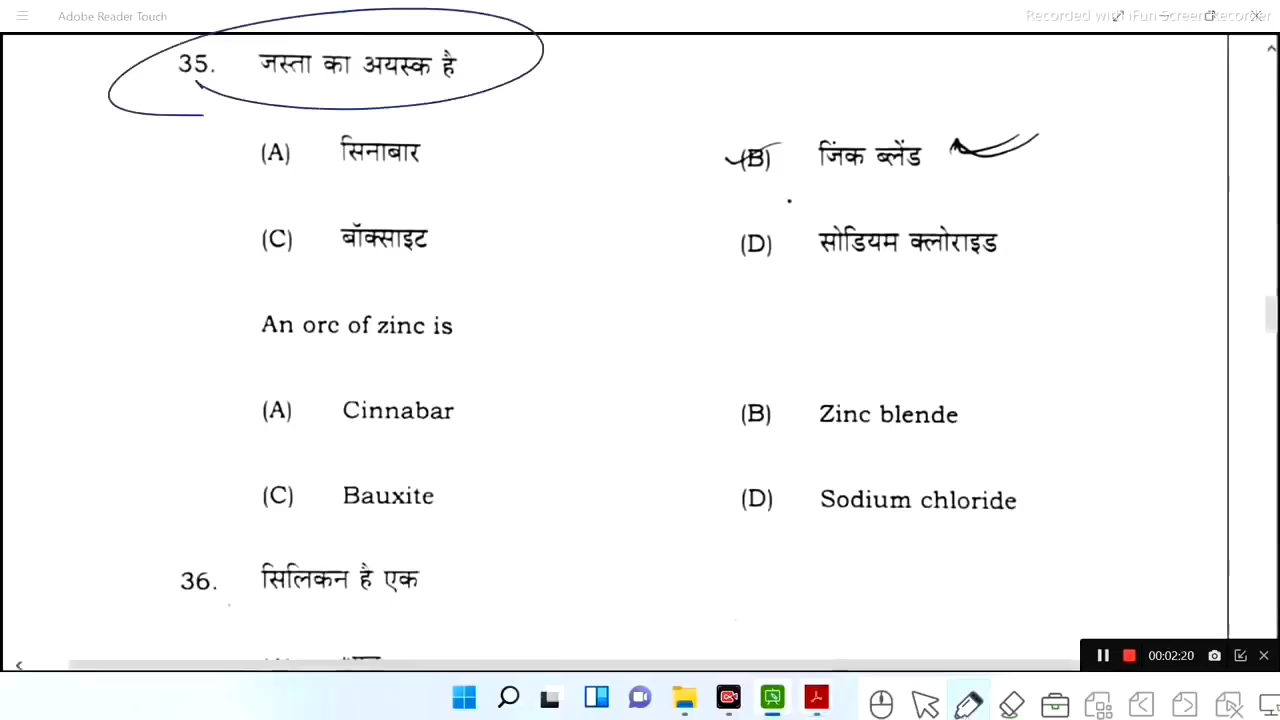 Adobe Reader Touch
Recorded with iFun Screen Recorder
35. जस्ता का अयस्क है
(A) सिनाबार (B) जिंक ब्लेंड
(C) बॉक्साइट (D) सोडियम क्लोराइड
An orc of zinc is
(A) Cinnabar (B) Zinc blende
(C) Bauxite (D) Sodium chloride
36. सिलिकन है एक
00:02:20